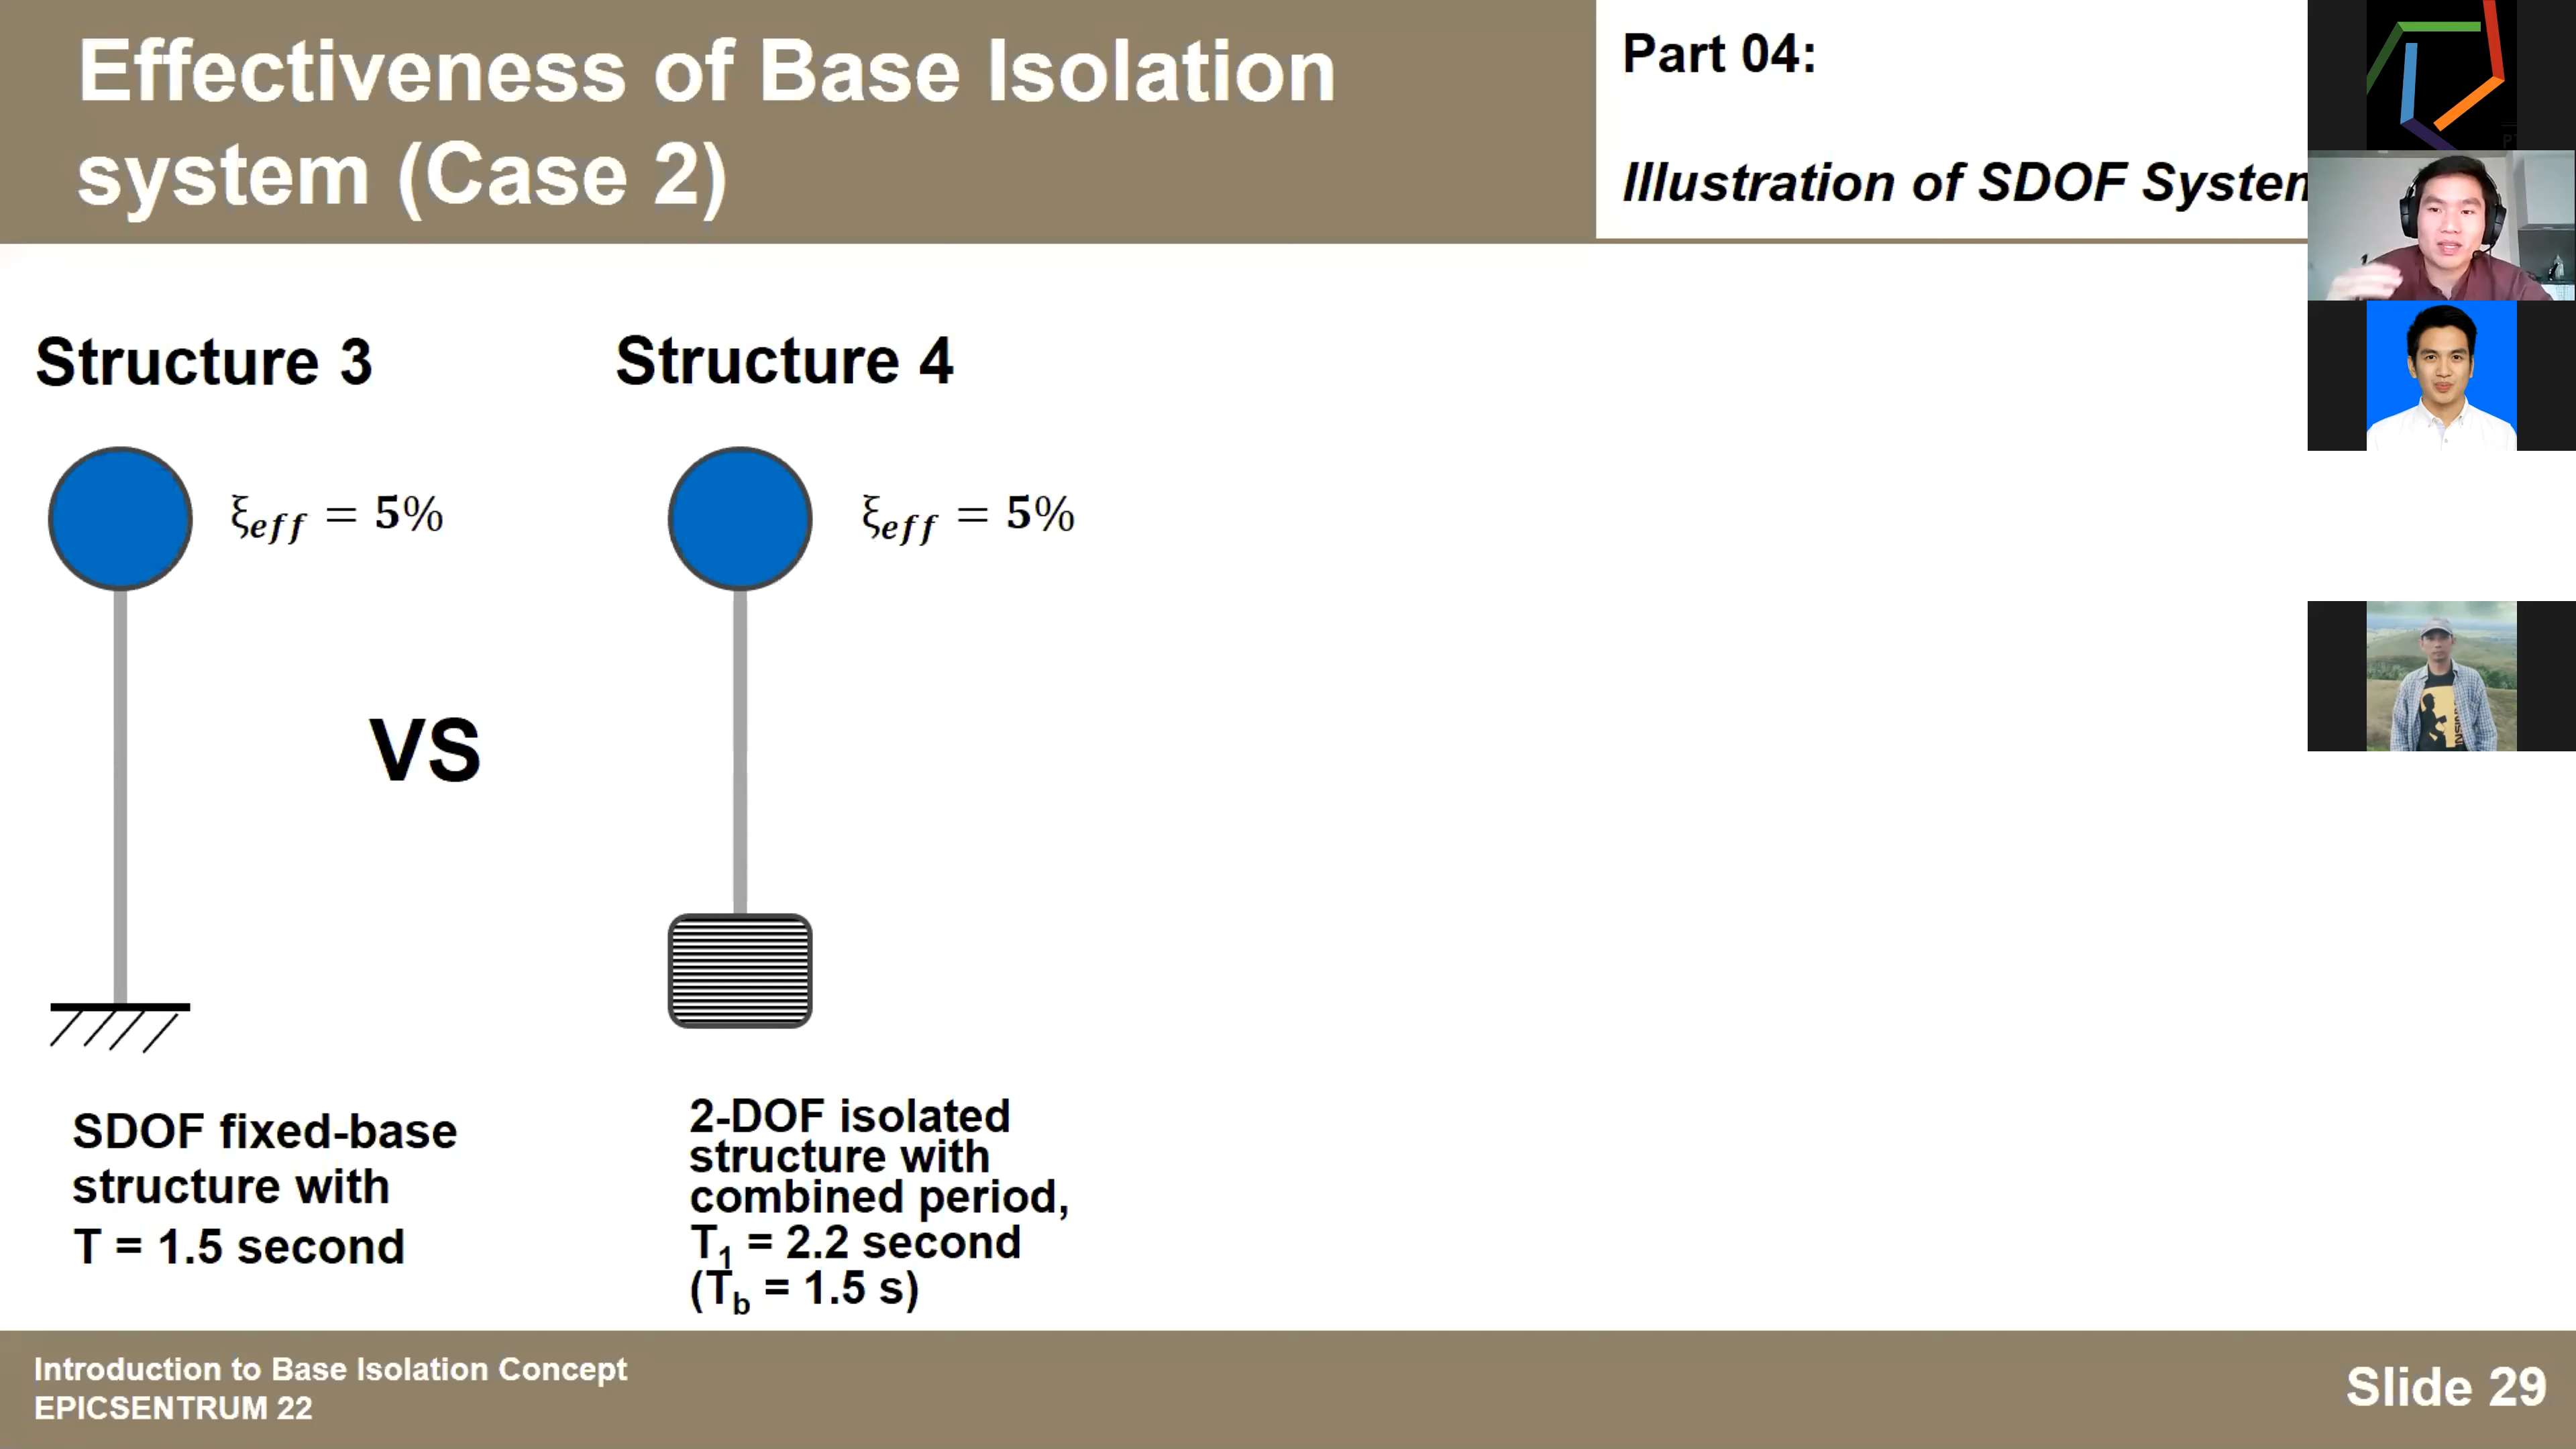 Effectiveness of Base Isolation
system (Case 2)
Part 04:
Illustration of SDOF System
Structure 3
Structure 4
ξeff = 5%
ξeff = 5%
VS
SDOF fixed-base
structure with
T = 1.5 second
2-DOF isolated
structure with
combined period,
T1 = 2.2 second
(Tb = 1.5 s)
Introduction to Base Isolation Concept
EPICSENTRUM 22
Slide 29